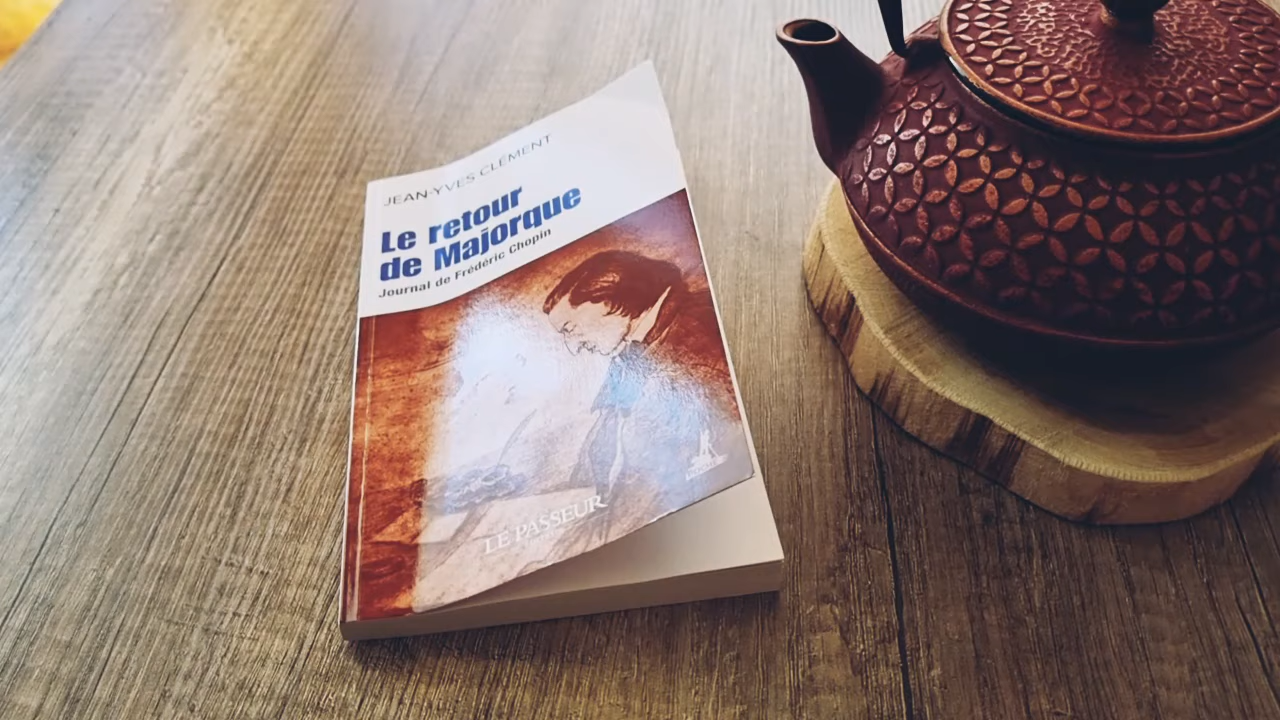 JEAN-YVES CLÉMENT
Le retour
de Majorque
Journal de Frédéric Chopin
LE PASSEUR